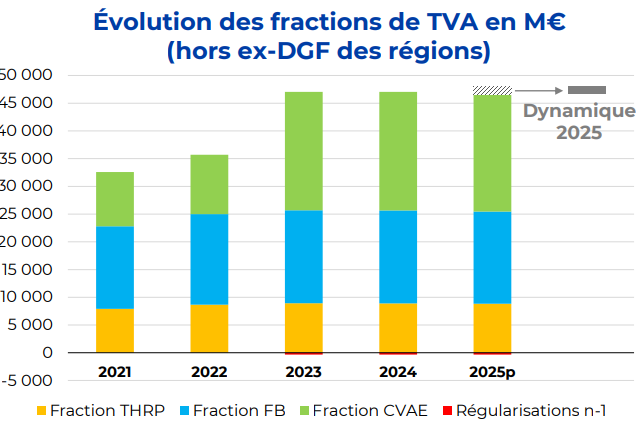 Évolution des fractions de TVA en M€
(hors ex-DGF des régions)
50 000
45 000
40 000
35 000
30 000
25 000
20 000
15 000
10 000
5 000
0
-5 000
Dynamique
2025
2021 2022 2023 2024 2025p
Fraction THRP Fraction FB Fraction CVAE Régularisations n-1